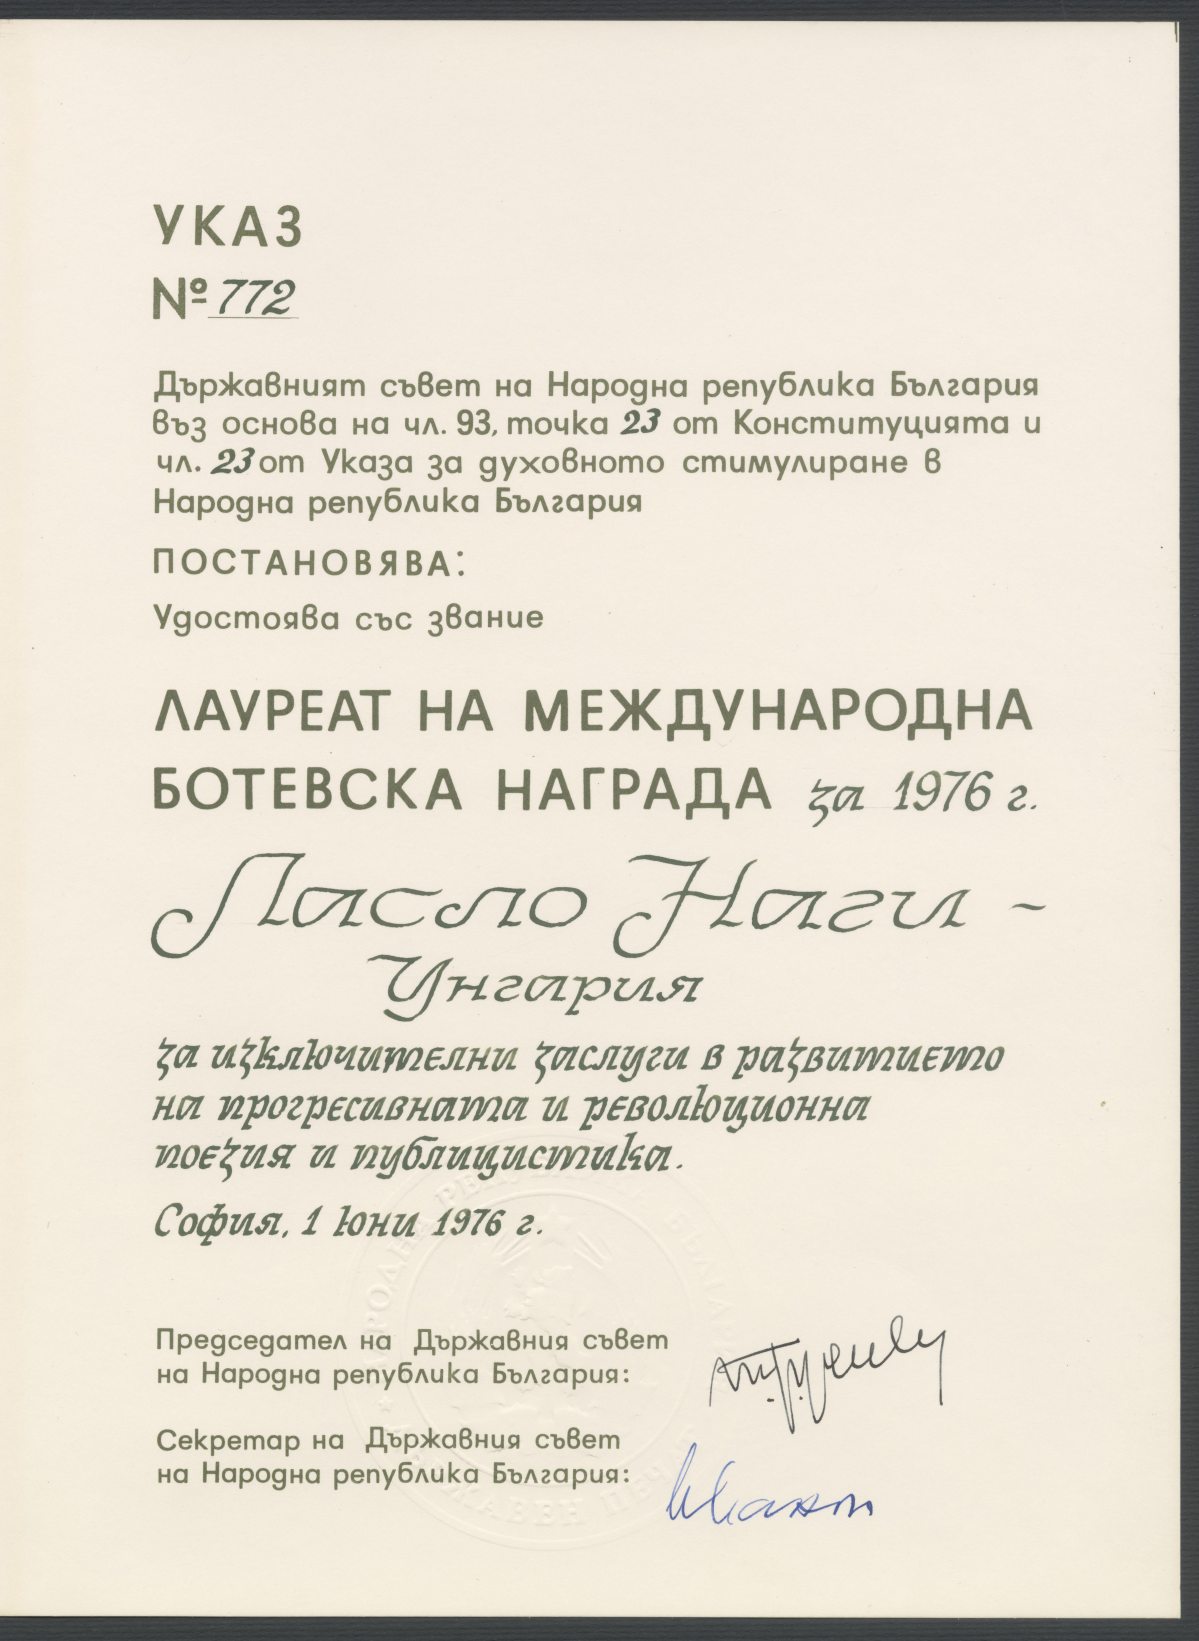 УКАЗ
№ 772
Държавният съвет на Народна република България
въз основа на чл. 93, точка 23 от Конституцията и
чл. 23 от Указа за духовното стимулиране в
Народна република България
ПОСТАНОВЯВА:
Удостоява със звание
ЛАУРЕАТ НА МЕЖДУНАРОДНА
БОТЕВСКА НАГРАДА за 1976 г.
Ласло Наги –
Унгария
за изключителни заслуги в развитието
на прогресивната и революционна
поезия и публицистика.
София, 1 юни 1976 г.
Председател на Държавния съвет
на Народна република България:
Секретар на Държавния съвет
на Народна република България: